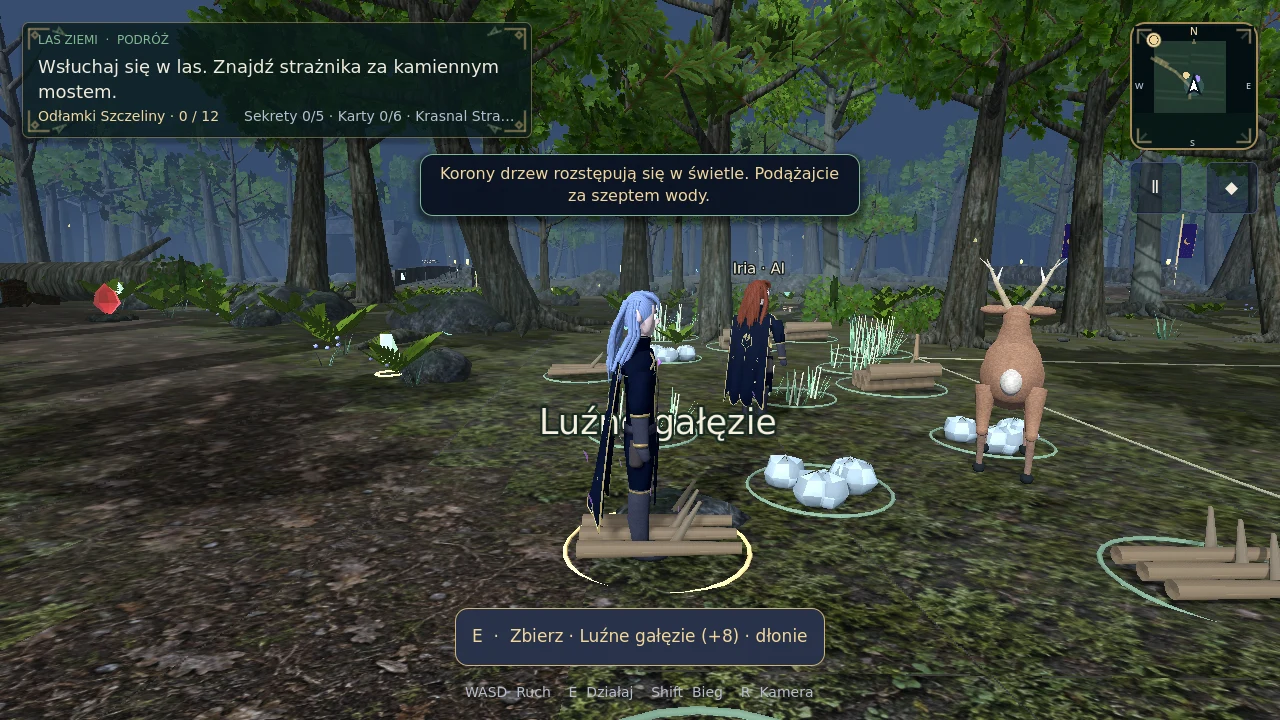 LAS ZIEMI · PODRÓŻ
Wsłuchaj się w las. Znajdź strażnika za kamiennym
mostem.
Odłamki Szczeliny · 0 / 12 Sekrety 0/5 · Karty 0/6 · Krasnal Stra...
Korony drzew rozstępują się w świetle. Podążajcie
za szeptem wody.
N
W E
S
Iria · AI
Luźne gałęzie
E · Zbierz · Luźne gałęzie (+8) · dłonie
WASD Ruch E Działaj Shift Bieg R Kamera